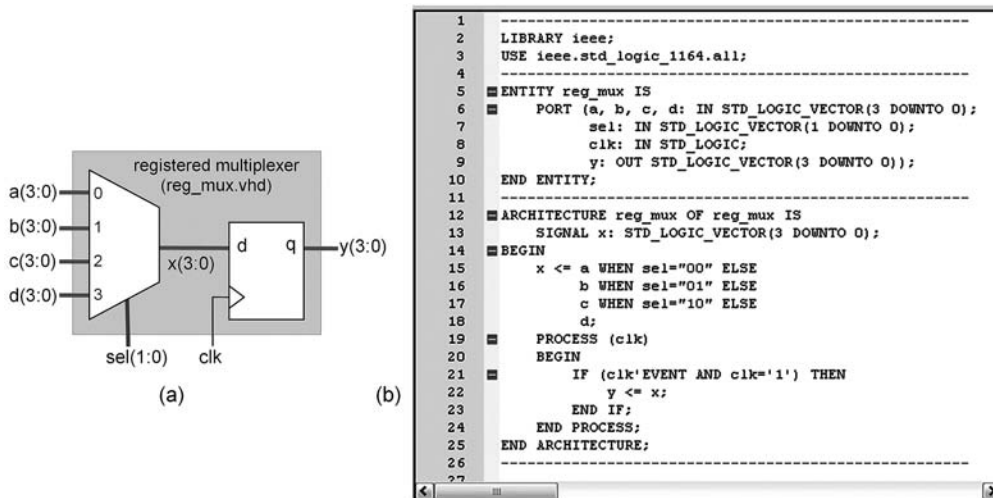 registered multiplexer
(reg_mux.vhd)
a(3:0)
0
b(3:0)
1
c(3:0)
2
d(3:0)
3
x(3:0)
d
q
y(3:0)
sel(1:0)
clk
(a)
(b)
1 ----------------------------------------------------
2 LIBRARY ieee;
3 USE ieee.std_logic_1164.all;
4 ----------------------------------------------------
5 ENTITY reg_mux IS
6 PORT (a, b, c, d: IN STD_LOGIC_VECTOR(3 DOWNTO 0);
7 sel: IN STD_LOGIC_VECTOR(1 DOWNTO 0);
8 clk: IN STD_LOGIC;
9 y: OUT STD_LOGIC_VECTOR(3 DOWNTO 0));
10 END ENTITY;
11 ----------------------------------------------------
12 ARCHITECTURE reg_mux OF reg_mux IS
13 SIGNAL x: STD_LOGIC_VECTOR(3 DOWNTO 0);
14 BEGIN
15 x <= a WHEN sel="00" ELSE
16 b WHEN sel="01" ELSE
17 c WHEN sel="10" ELSE
18 d;
19 PROCESS (clk)
20 BEGIN
21 IF (clk'EVENT AND clk='1') THEN
22 y <= x;
23 END IF;
24 END PROCESS;
25 END ARCHITECTURE;
26 ----------------------------------------------------
27